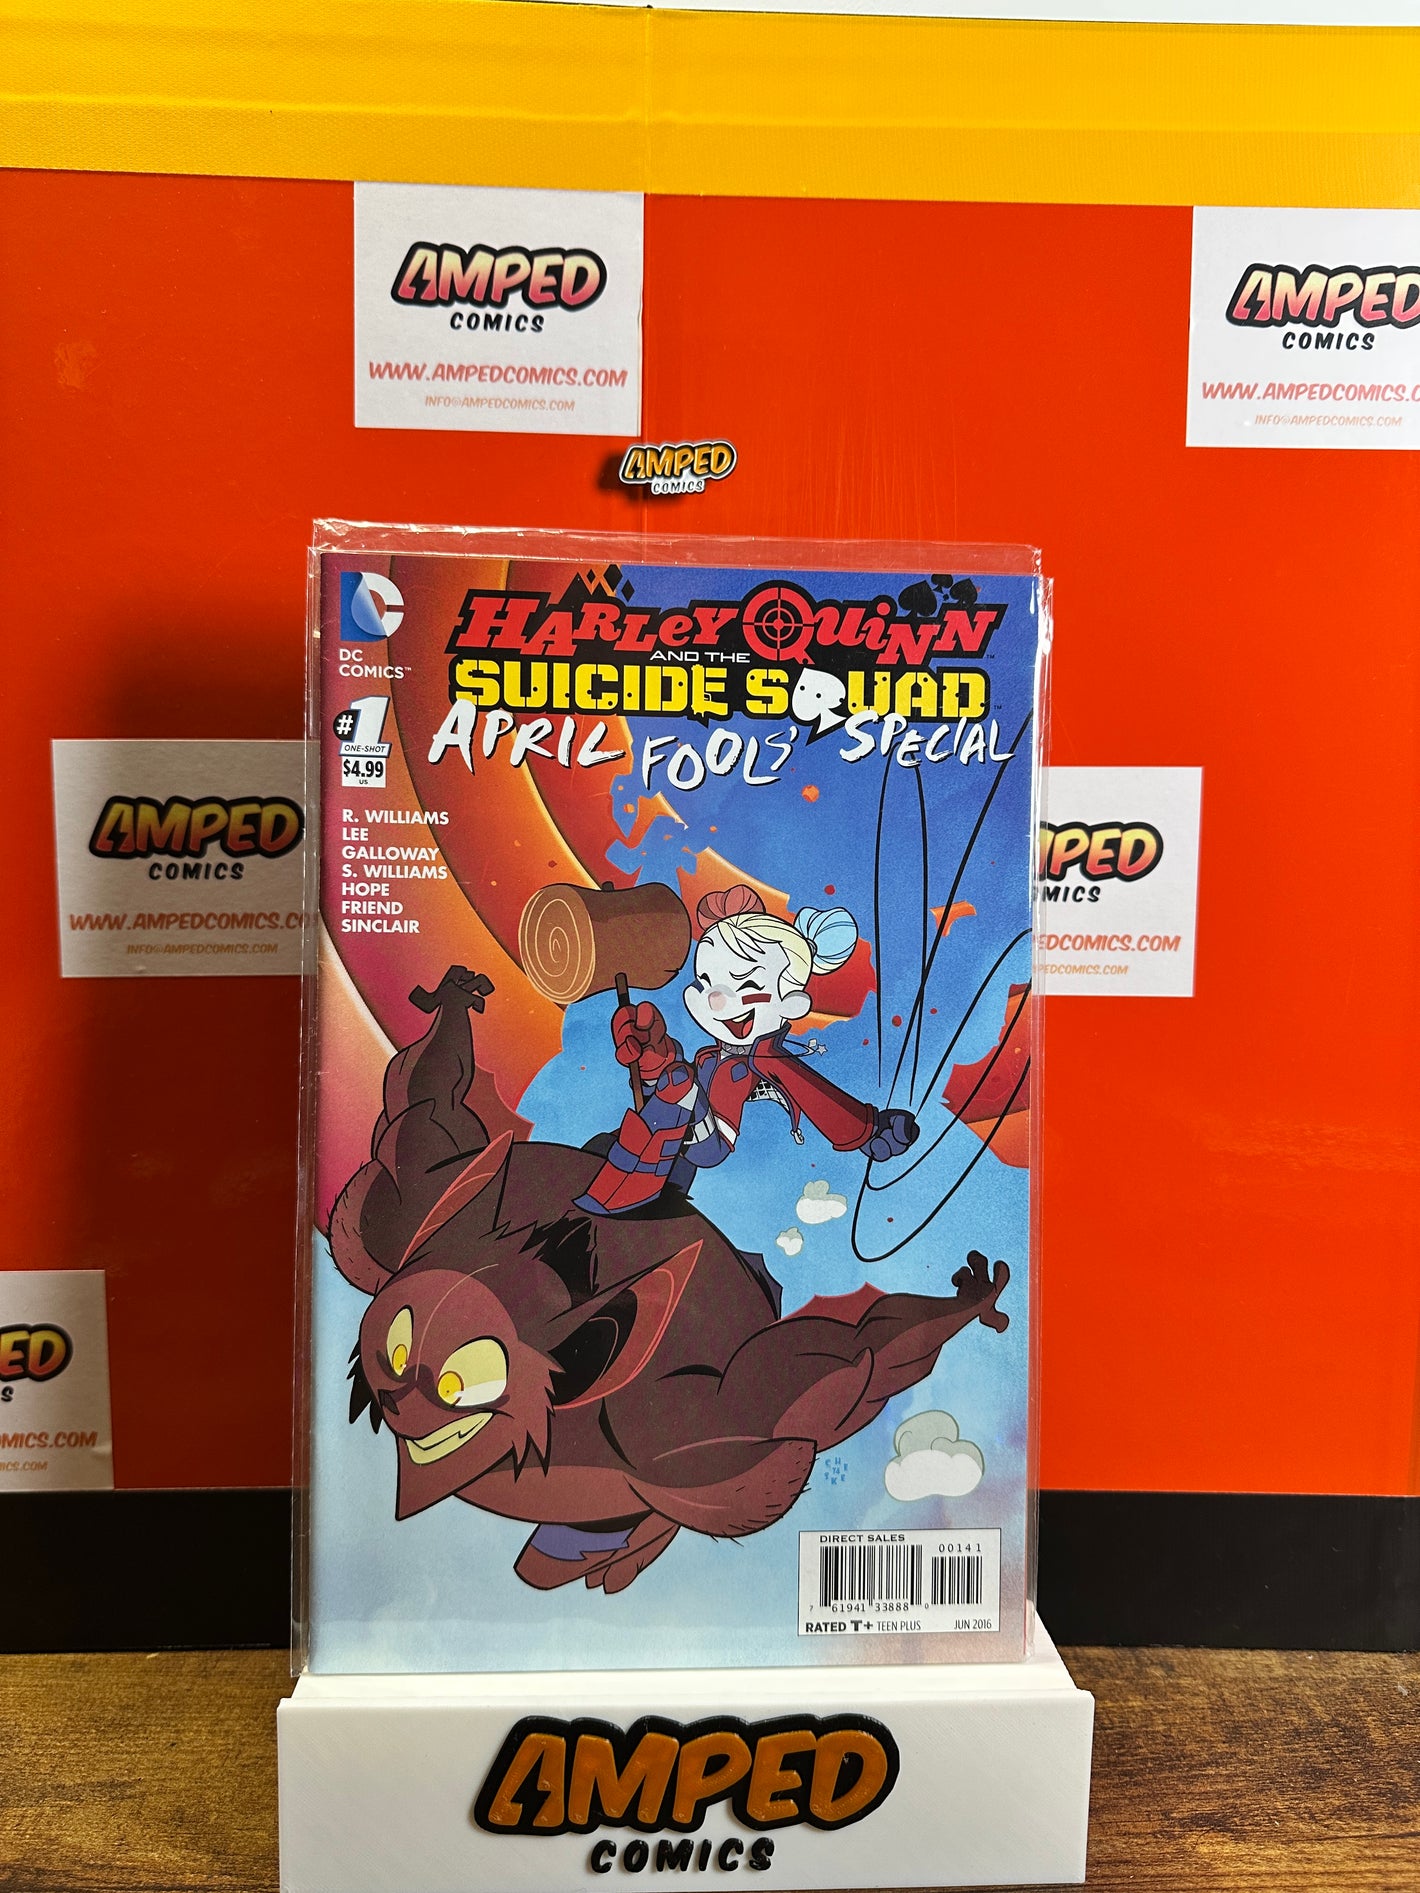 AMPED
COMICS
WWW.AMPEDCOMICS.COM
INFO@AMPEDCOMICS.COM
AMPED
COMICS
WWW.AMPEDCOMICS.C
INFO@AMPEDCOMICS.COM
AMPED
COMICS
AMPED
COMICS
WWW.AMPEDCOMICS.CO
INFO@AMPEDCOMICS.COM
MPED
MICS
EDCOMICS.COM
PEDCOMICS.COM
ED
S
MICS.COM
ICS.COM
DC
COMICS™
#1
ONE-SHOT
$4.99
US
HARLEY QUINN
AND THE
SUICIDE SQUAD
APRIL FOOLS' SPECIAL
R. WILLIAMS
LEE
GALLOWAY
S. WILLIAMS
HOPE
FRIEND
SINCLAIR
DIRECT SALES
00141
7 61941 33888 0
RATED T+ TEEN PLUS JUN 2016
AMPED
COMICS